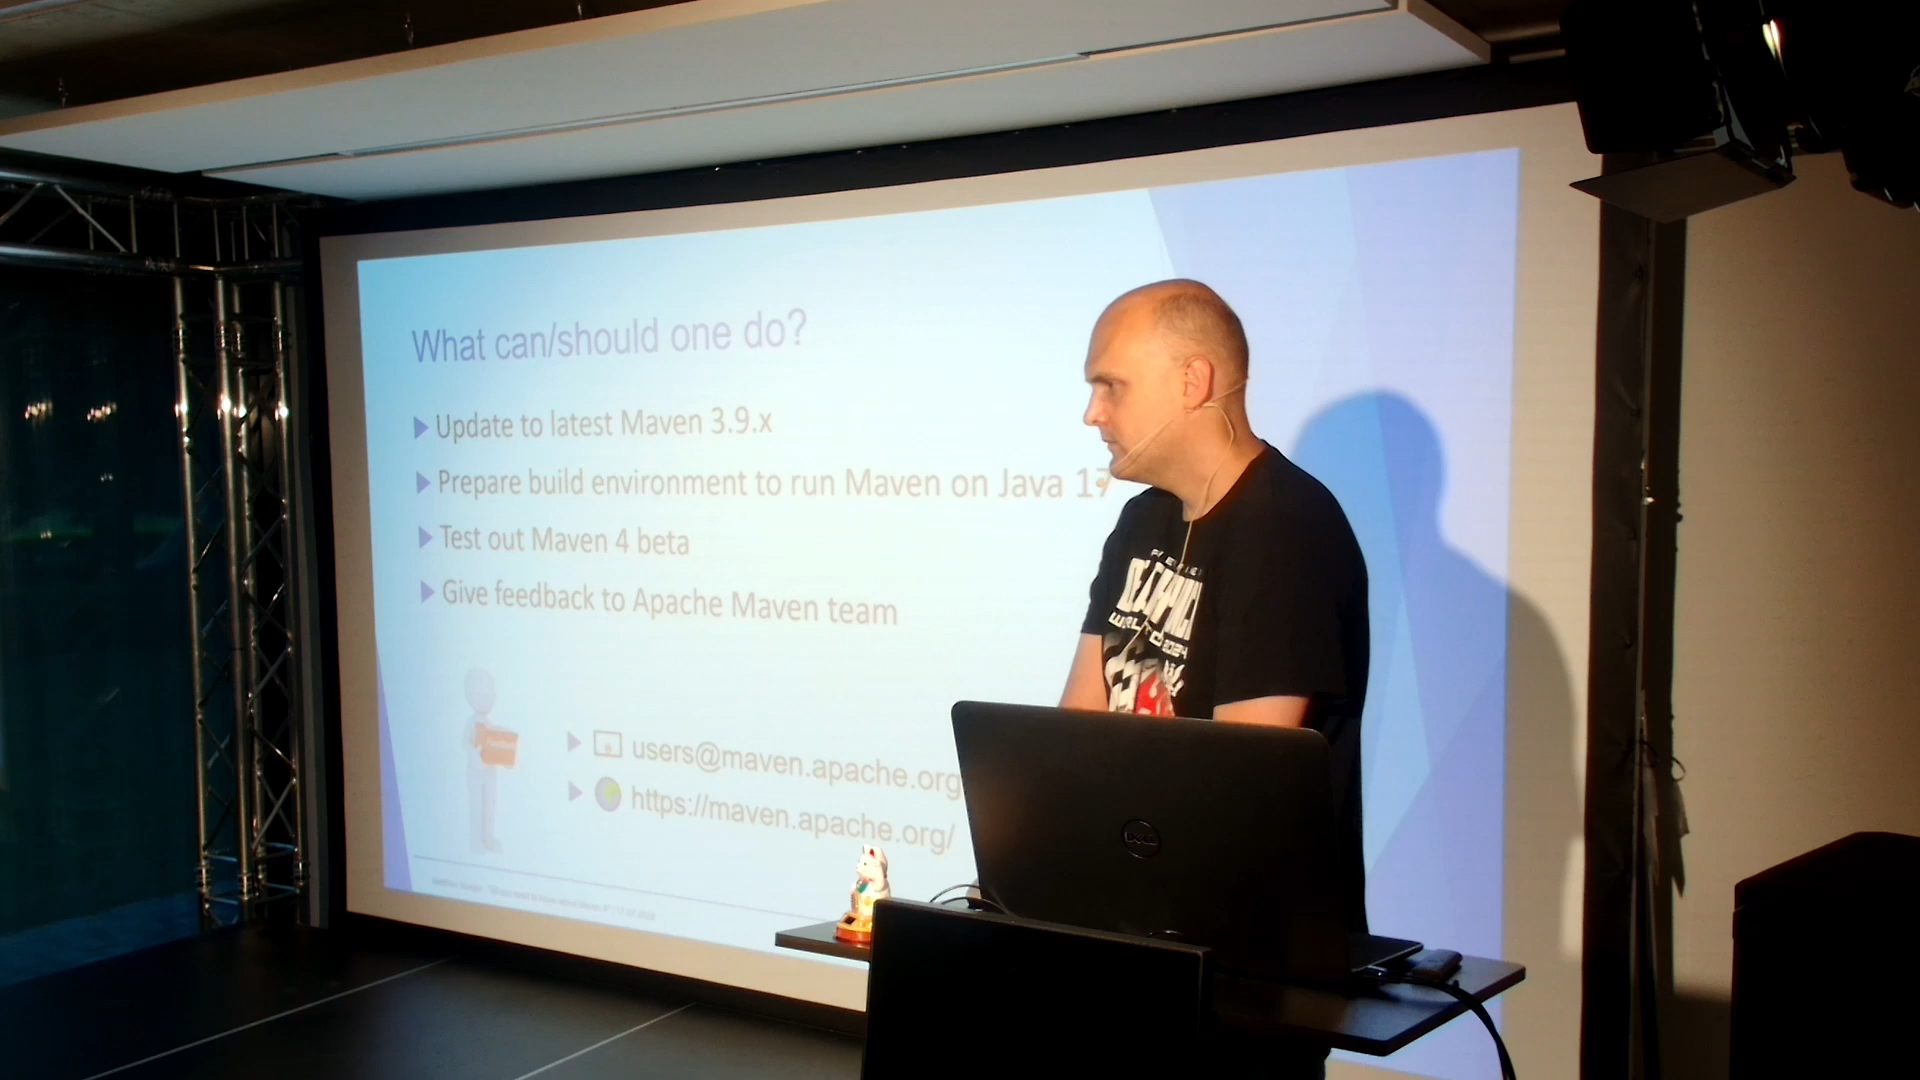 What can/should one do?
Update to latest Maven 3.9.x
Prepare build environment to run Maven on Java 17
Test out Maven 4 beta
Give feedback to Apache Maven team
users@maven.apache.org
https://maven.apache.org/
2024
DELL